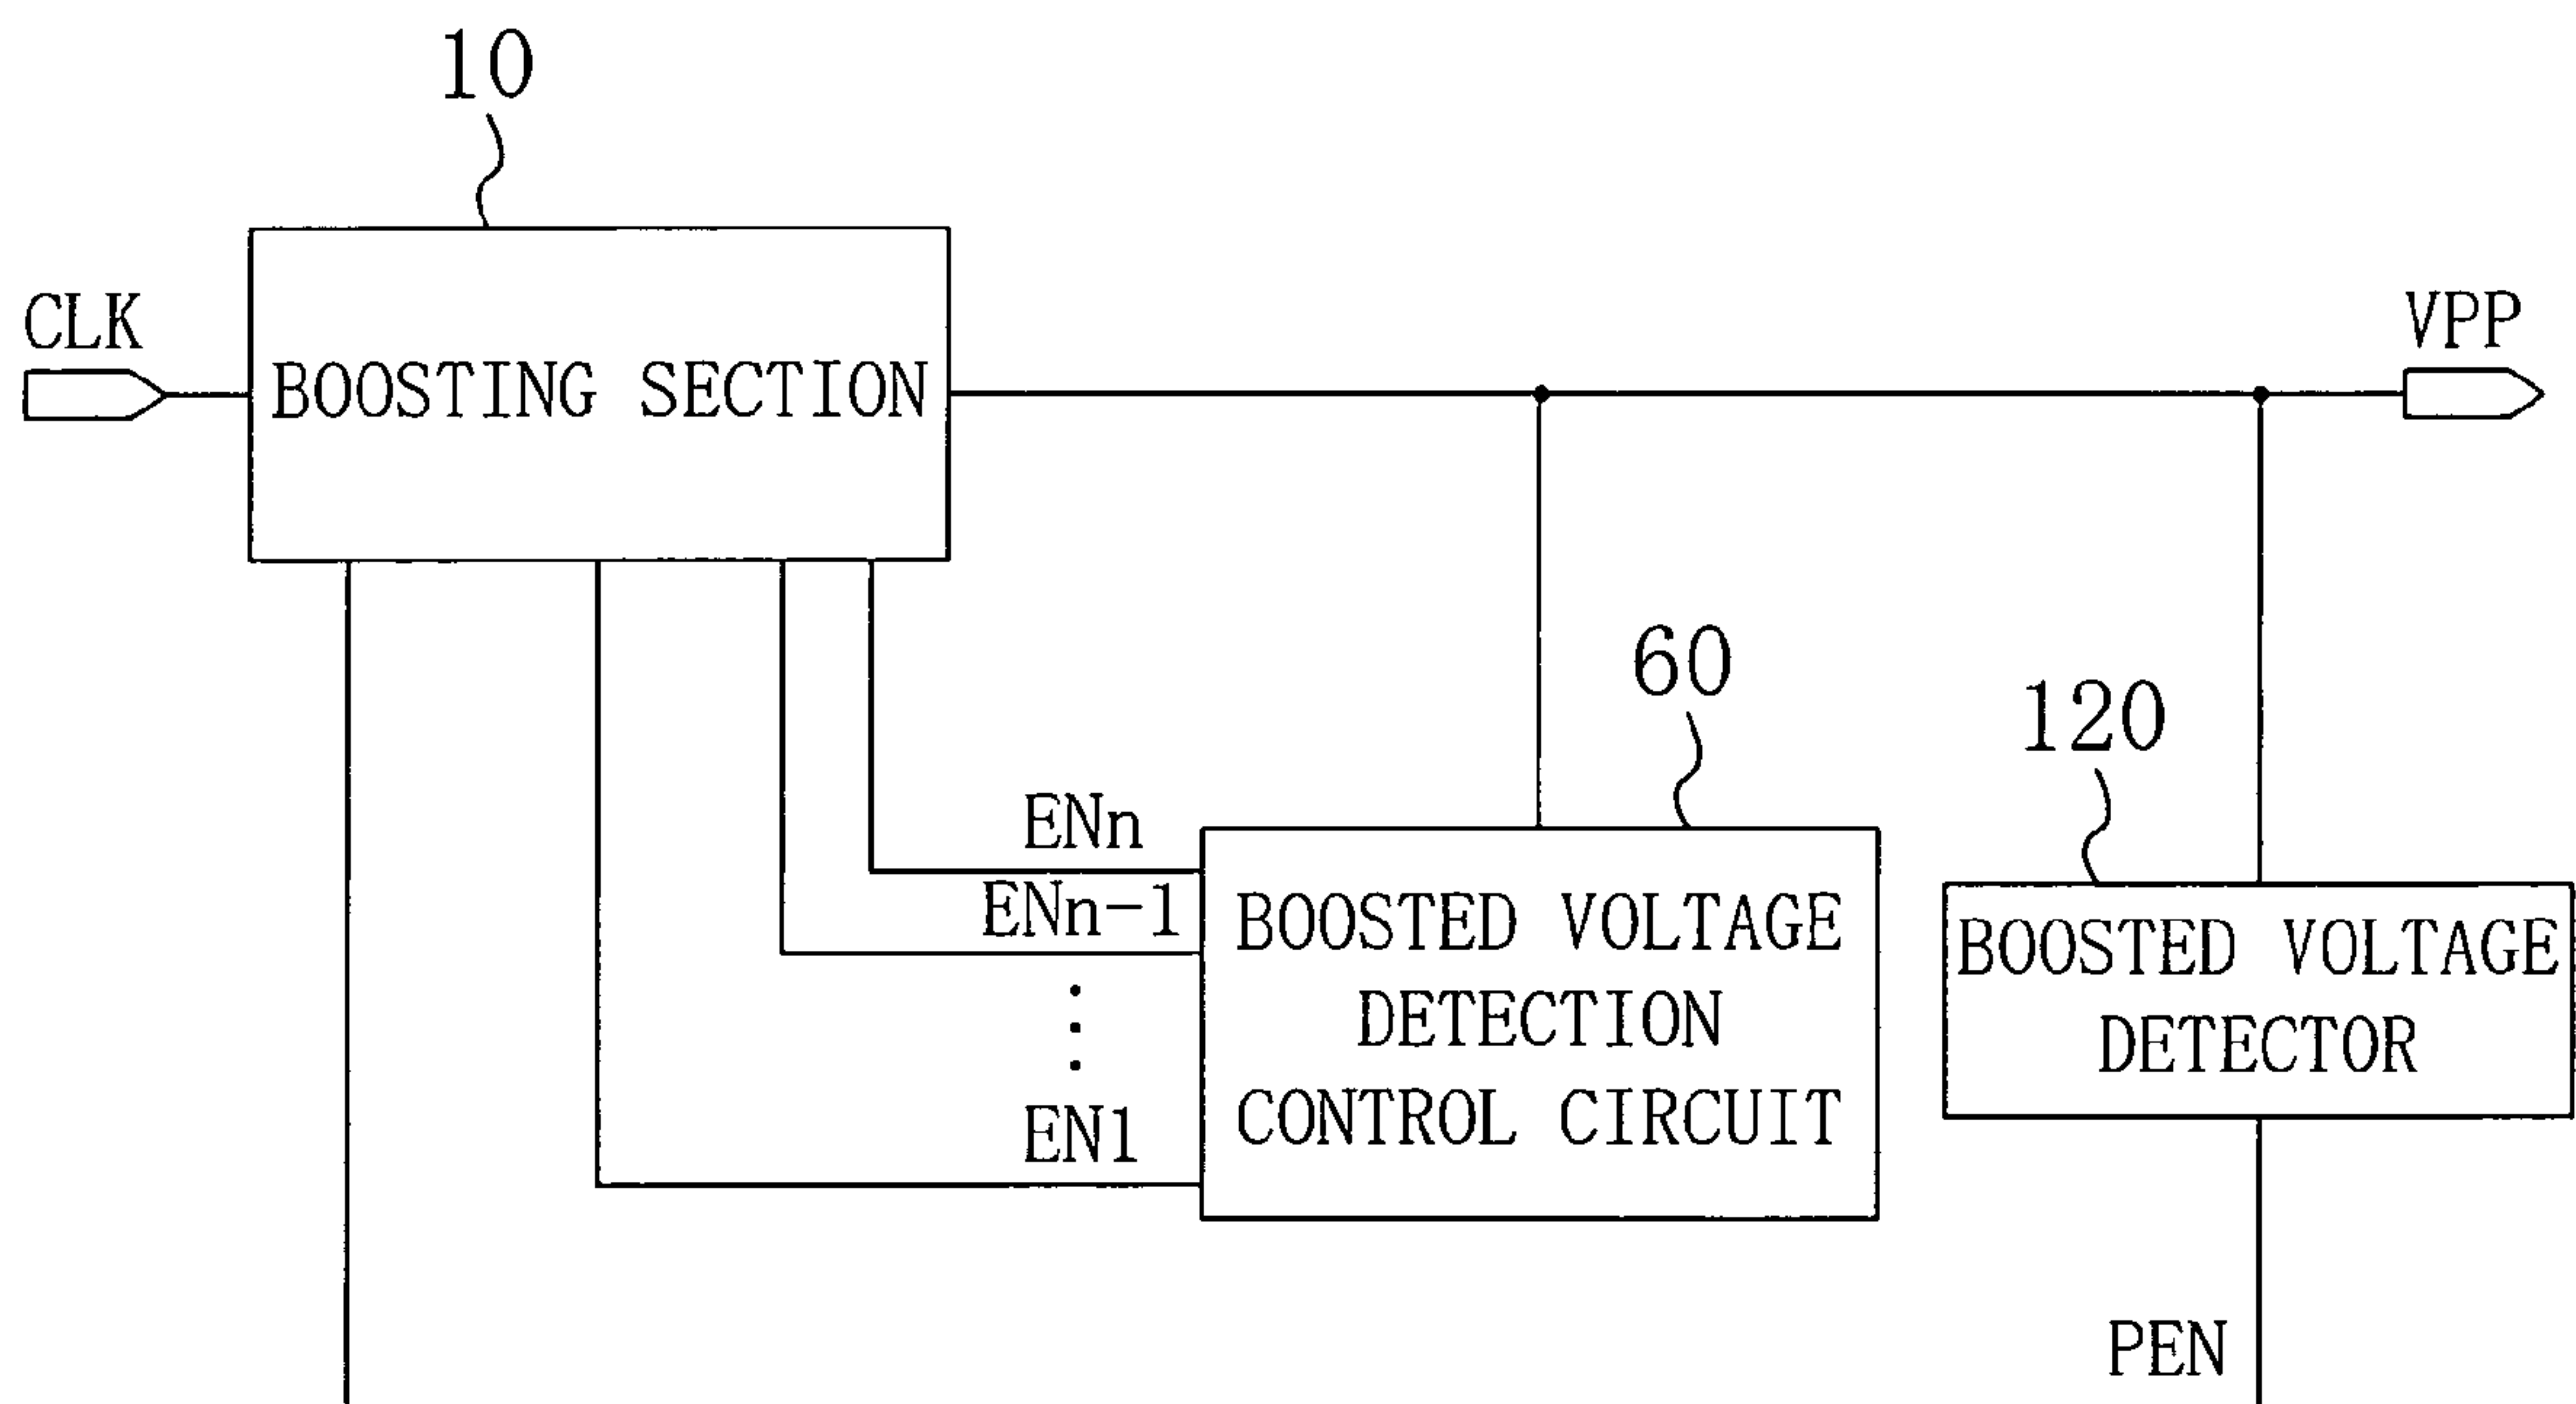 10
CLK
BOOSTING SECTION
VPP
60
120
ENn
ENn-1
EN1
BOOSTED VOLTAGE
DETECTION
CONTROL CIRCUIT
BOOSTED VOLTAGE
DETECTOR
PEN